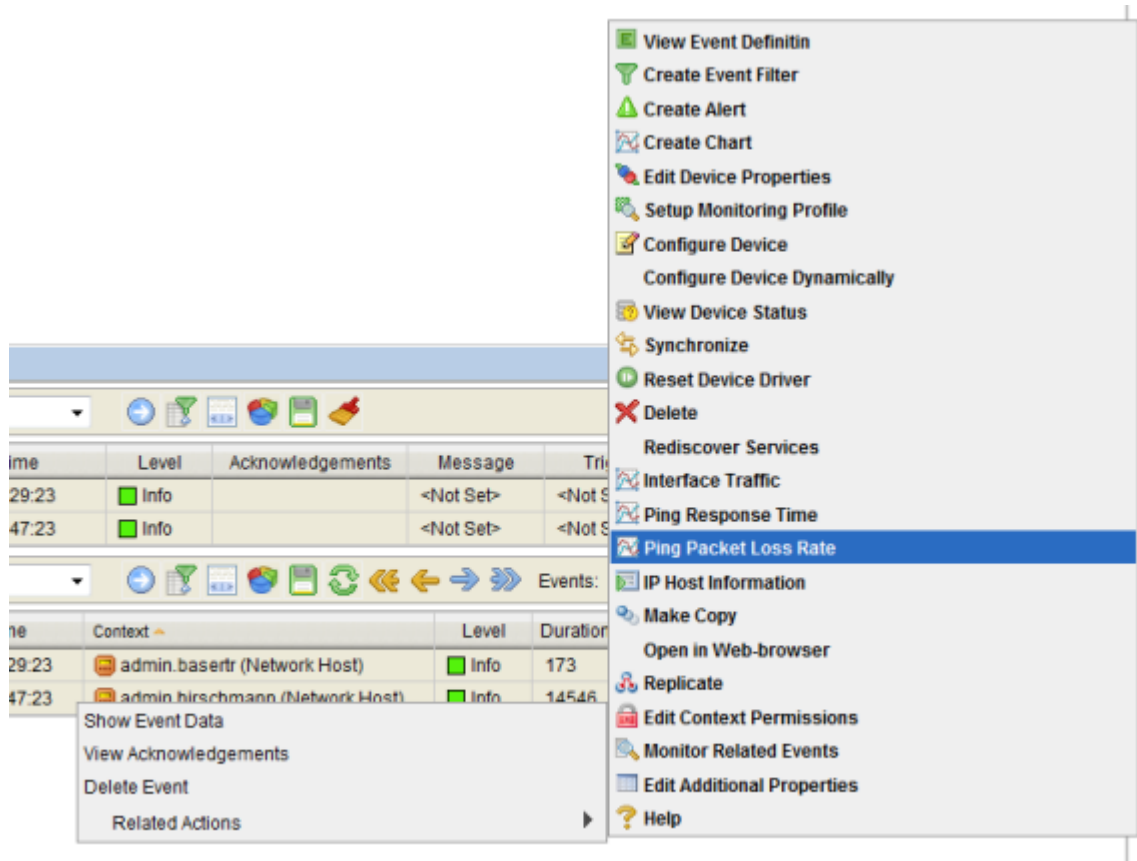 View Event Definitin
Create Event Filter
Create Alert
Create Chart
Edit Device Properties
Setup Monitoring Profile
Configure Device
Configure Device Dynamically
View Device Status
Synchronize
Reset Device Driver
Delete
Rediscover Services
Interface Traffic
Ping Response Time
Ping Packet Loss Rate
IP Host Information
Make Copy
Open in Web-browser
Replicate
Edit Context Permissions
Monitor Related Events
Edit Additional Properties
Help
ime Level Acknowledgements Message Tri
29:23 Info <Not Set> <Not S
47:23 Info <Not Set> <Not S
Events:
ne Context Level Duration
29:23 admin.basertr (Network Host) Info 173
47:23 admin.hirschmann (Network Host) Info 14546
Show Event Data
View Acknowledgements
Delete Event
Related Actions